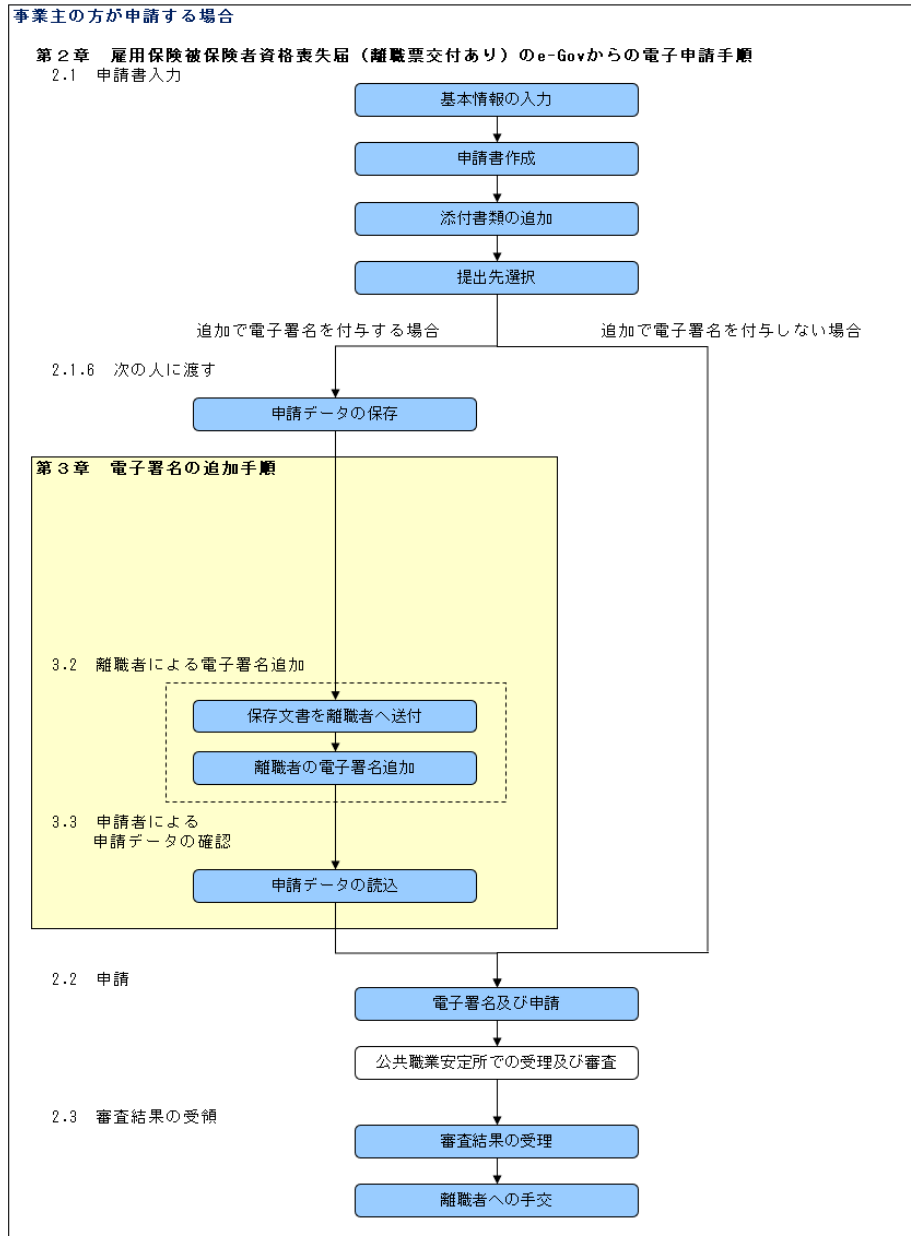 事業主の方が申請する場合
第２章　雇用保険被保険者資格喪失届（離職票交付あり）のe-Govからの電子申請手順
2.1　申請書入力
基本情報の入力
申請書作成
添付書類の追加
提出先選択
追加で電子署名を付与する場合
追加で電子署名を付与しない場合
2.1.6　次の人に渡す
申請データの保存
第３章　電子署名の追加手順
3.2　離職者による電子署名追加
保存文書を離職者へ送付
離職者の電子署名追加
3.3　申請者による
申請データの確認
申請データの読込
2.2　申請
電子署名及び申請
公共職業安定所での受理及び審査
2.3　審査結果の受領
審査結果の受理
離職者への手交